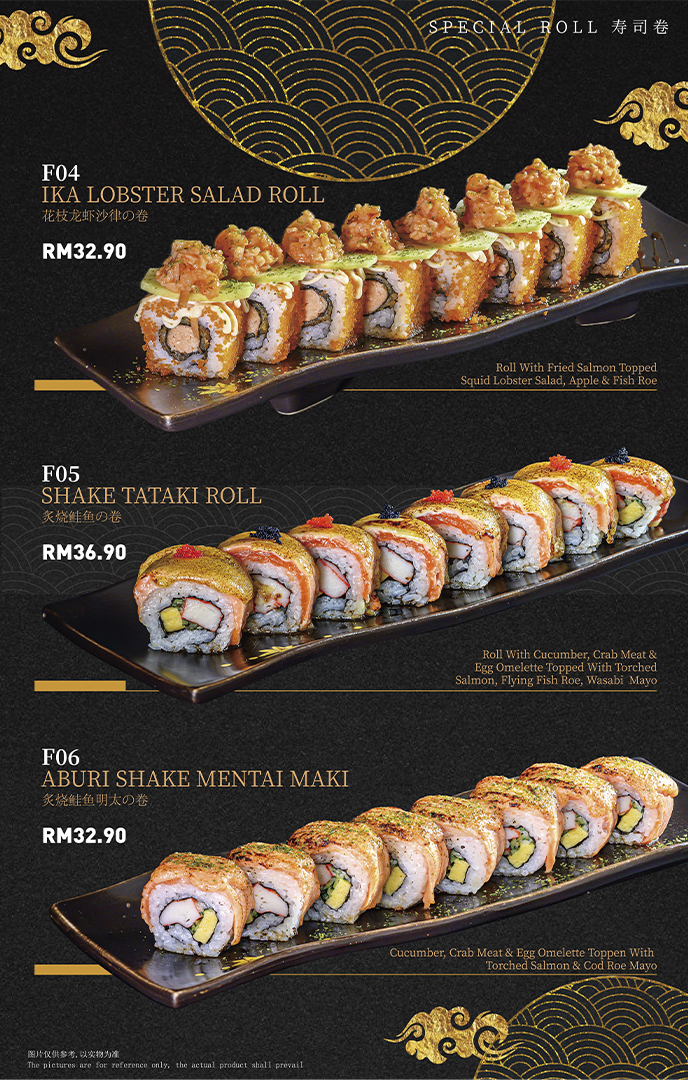 SPECIAL ROLL 寿司卷
F04
IKA LOBSTER SALAD ROLL
花枝龙虾沙律の卷
RM32.90
Roll With Fried Salmon Topped
Squid Lobster Salad, Apple & Fish Roe
F05
SHAKE TATAKI ROLL
炙烧鲑鱼の卷
RM36.90
Roll With Cucumber, Crab Meat &
Egg Omelette Topped With Torched
Salmon, Flying Fish Roe, Wasabi Mayo
F06
ABURI SHAKE MENTAI MAKI
炙烧鲑鱼明太の卷
RM32.90
Cucumber, Crab Meat & Egg Omelette Toppen With
Torched Salmon & Cod Roe Mayo
图片仅供参考, 以实物为准
The pictures are for reference only, the actual product shall prevail